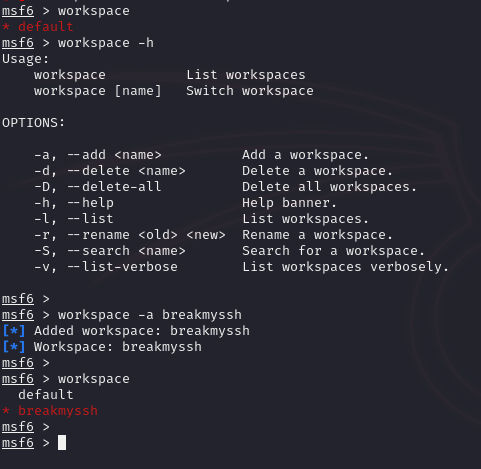 msf6 > workspace
* default
msf6 > workspace -h
Usage:
    workspace          List workspaces
    workspace [name]   Switch workspace

OPTIONS:

    -a, --add <name>          Add a workspace.
    -d, --delete <name>       Delete a workspace.
    -D, --delete-all          Delete all workspaces.
    -h, --help                Help banner.
    -l, --list                List workspaces.
    -r, --rename <old> <new>  Rename a workspace.
    -S, --search <name>       Search for a workspace.
    -v, --list-verbose        List workspaces verbosely.

msf6 >
msf6 > workspace -a breakmyssh
[*] Added workspace: breakmyssh
[*] Workspace: breakmyssh
msf6 >
msf6 > workspace
  default
* breakmyssh
msf6 >
msf6 >